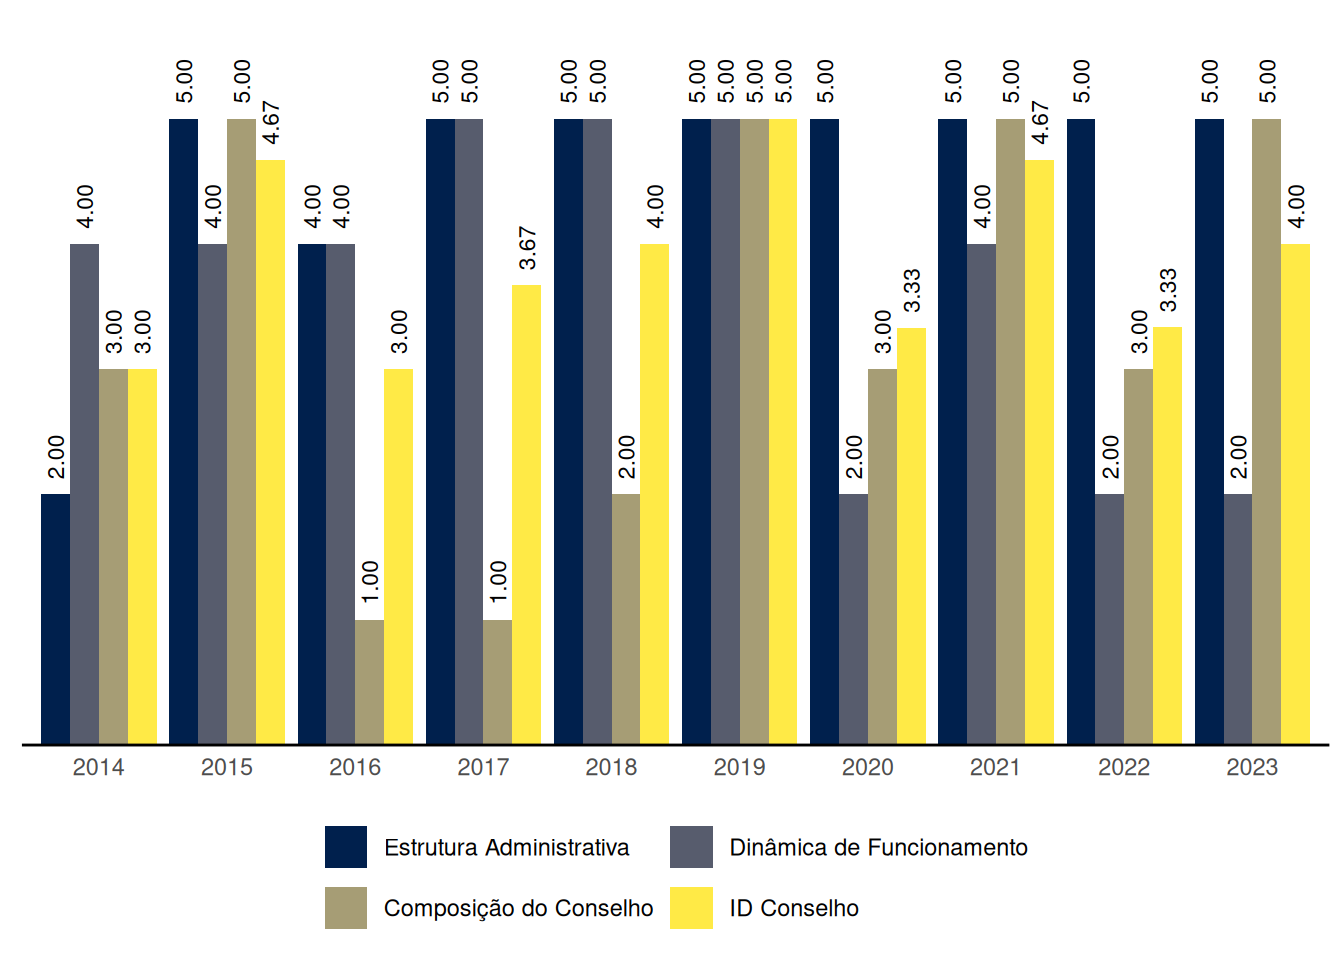 5.00 5.00 5.00 5.00 5.00 5.00 5.00 5.00 5.00 5.00 5.00 5.00 5.00 5.00 5.00 5.00
4.67 4.67
4.00 4.00 4.00 4.00 4.00 4.00 4.00
3.67
3.33 3.33
3.00 3.00 3.00 3.00 3.00
2.00 2.00 2.00 2.00 2.00
1.00 1.00
2014 2015 2016 2017 2018 2019 2020 2021 2022 2023
Estrutura Administrativa Dinâmica de Funcionamento
Composição do Conselho ID Conselho